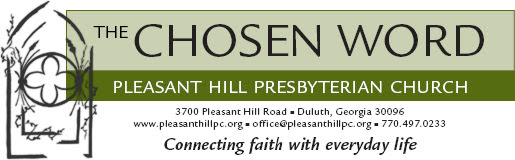 THE CHOSEN WORD
PLEASANT HILL PRESBYTERIAN CHURCH
3700 Pleasant Hill Road ▪ Duluth, Georgia 30096
www.pleasanthillpc.org ▪ office@pleasanthillpc.org ▪ 770.497.0233
Connecting faith with everyday life